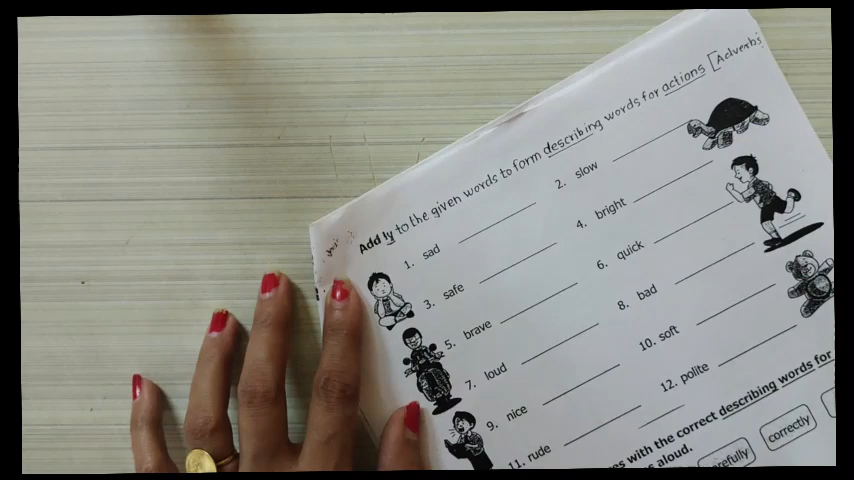 Add ly to the given words to form describing words for actions [Adverbs
1. sad
2. slow
3. safe
4. bright
5. brave
6. quick
7. loud
8. bad
9. nice
10. soft
11. rude
12. polite
with the correct describing words for
aloud.
correctly